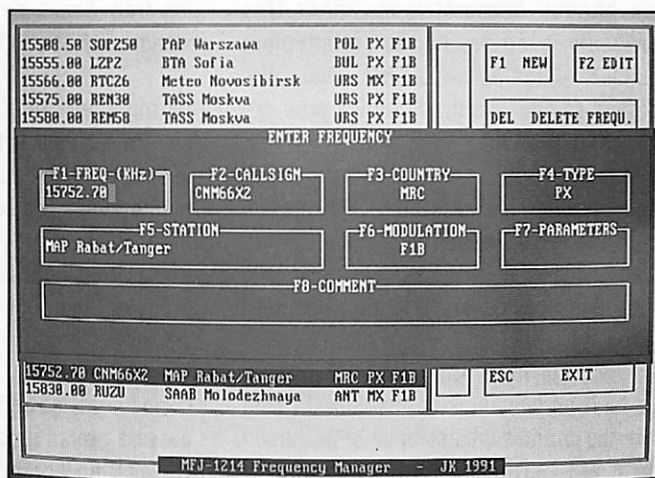 15508.50 SOP250 PAP Warszawa POL PX F1B
15555.00 LZP2 BTA Sofia BUL PX F1B
15566.00 RTC26 Meteo Novosibirsk URS MX F1B
15575.00 REN30 TASS Moskva URS PX F1B
15580.00 REM58 TASS Moskva URS PX F1B
F1 NEW
F2 EDIT
DEL DELETE FREQU.
ENTER FREQUENCY
F1-FREQ-(KHz)
15752.70
F2-CALLSIGN
CNM66X2
F3-COUNTRY
MRC
F4-TYPE
PX
F5-STATION
MAP Rabat/Tanger
F6-MODULATION
F1B
F7-PARAMETERS
F8-COMMENT
15752.70 CNM66X2 MAP Rabat/Tanger MRC PX F1B
15830.00 RUZU SAAB Molodezhnaya ANT MX F1B
ESC EXIT
MFJ-1214 Frequency Manager - JK 1991